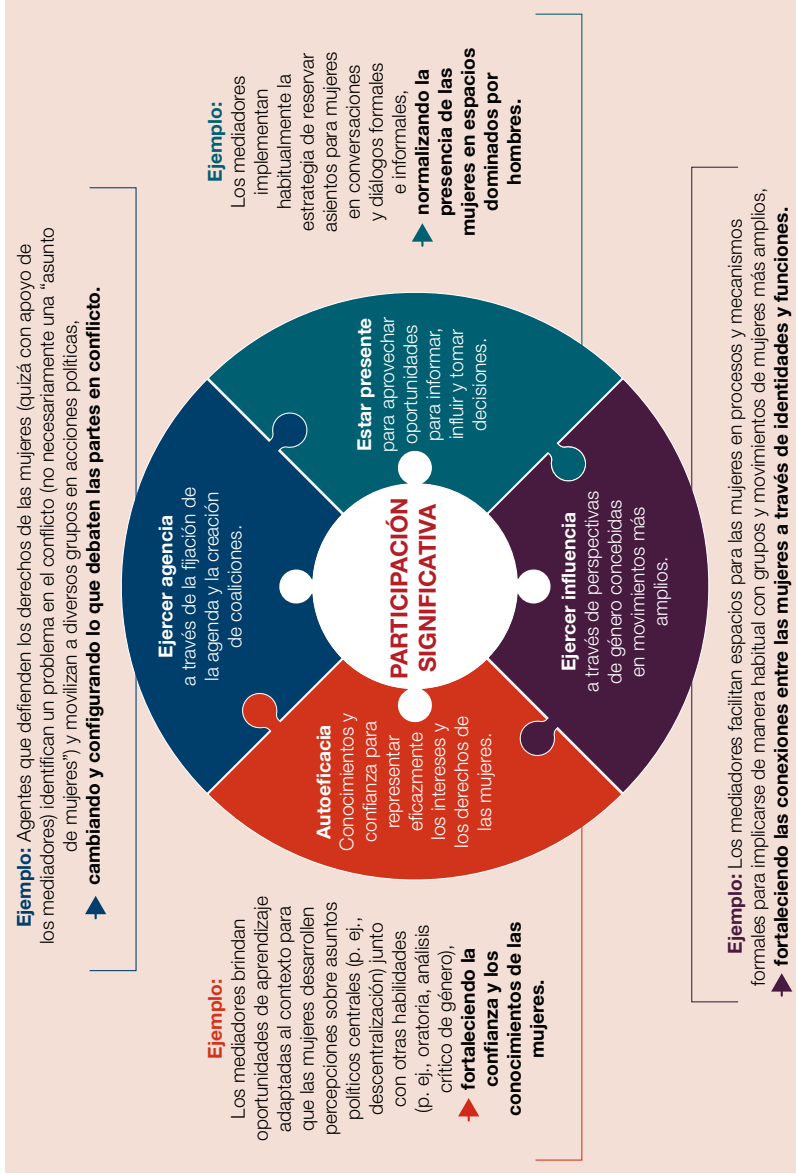 Ejemplo: Agentes que defienden los derechos de las mujeres (quizá con apoyo de
los mediadores) identifican un problema en el conflicto (no necesariamente una “asunto
de mujeres”) y movilizan a diversos grupos en acciones políticas,
cambiando y configurando lo que debaten las partes en conflicto.
Ejercer agencia
a través de la fijación de
la agenda y la creación
de coaliciones.
Ejemplo:
Los mediadores brindan
oportunidades de aprendizaje
adaptadas al contexto para
que las mujeres desarrollen
percepciones sobre asuntos
políticos centrales (p. ej.,
descentralización) junto
con otras habilidades
(p. ej., oratoria, análisis
crítico de género),
fortaleciendo la
confianza y los
conocimientos de las
mujeres.
Autoeficacia
Conocimientos y
confianza para
representar
eficazmente
los intereses y
los derechos de
las mujeres.
PARTICIPACIÓN
SIGNIFICATIVA
Estar presente
para aprovechar
oportunidades
para informar,
influir y tomar
decisiones.
Ejemplo:
Los mediadores
implementan
habitualmente la
estrategia de reservar
asientos para mujeres
en conversaciones
y diálogos formales
e informales,
normalizando la
presencia de las
mujeres en espacios
dominados por
hombres.
Ejercer influencia
a través de perspectivas
de género concebidas
en movimientos más
amplios.
Ejemplo: Los mediadores facilitan espacios para las mujeres en procesos y mecanismos
formales para implicarse de manera habitual con grupos y movimientos de mujeres más amplios,
fortaleciendo las conexiones entre las mujeres a través de identidades y funciones.